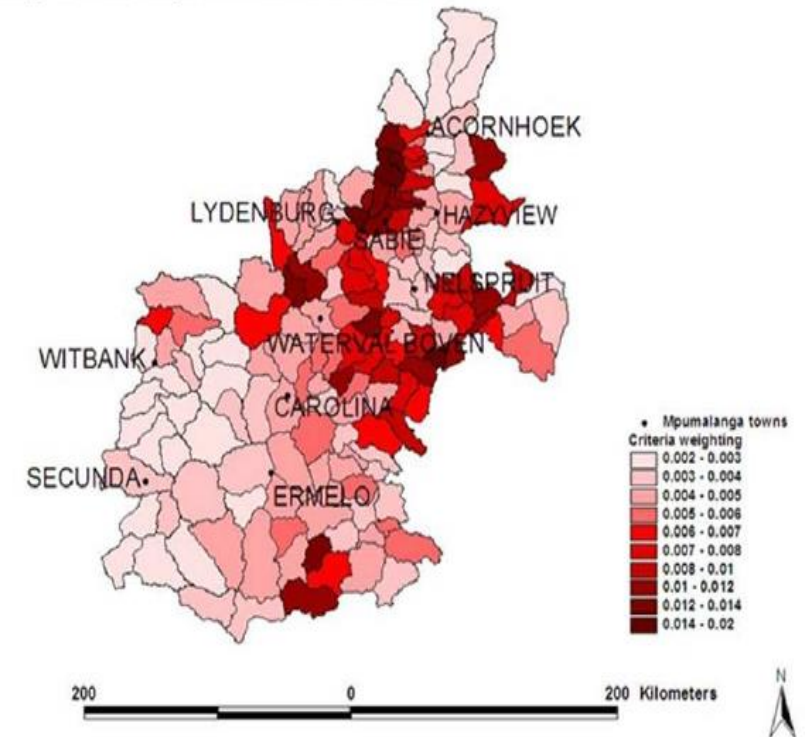 ACORNHOEK
LYDENBURG
HAZYVIEW
SABIE
NELSPRUIT
WATERVAL BOVEN
WITBANK
CAROLINA
SECUNDA
ERMELO
Mpumalanga towns
Criteria weighting
0.002 - 0.003
0.003 - 0.004
0.004 - 0.005
0.005 - 0.006
0.006 - 0.007
0.007 - 0.008
0.008 - 0.01
0.01 - 0.012
0.012 - 0.014
0.014 - 0.02
200 0 200 Kilometers
N